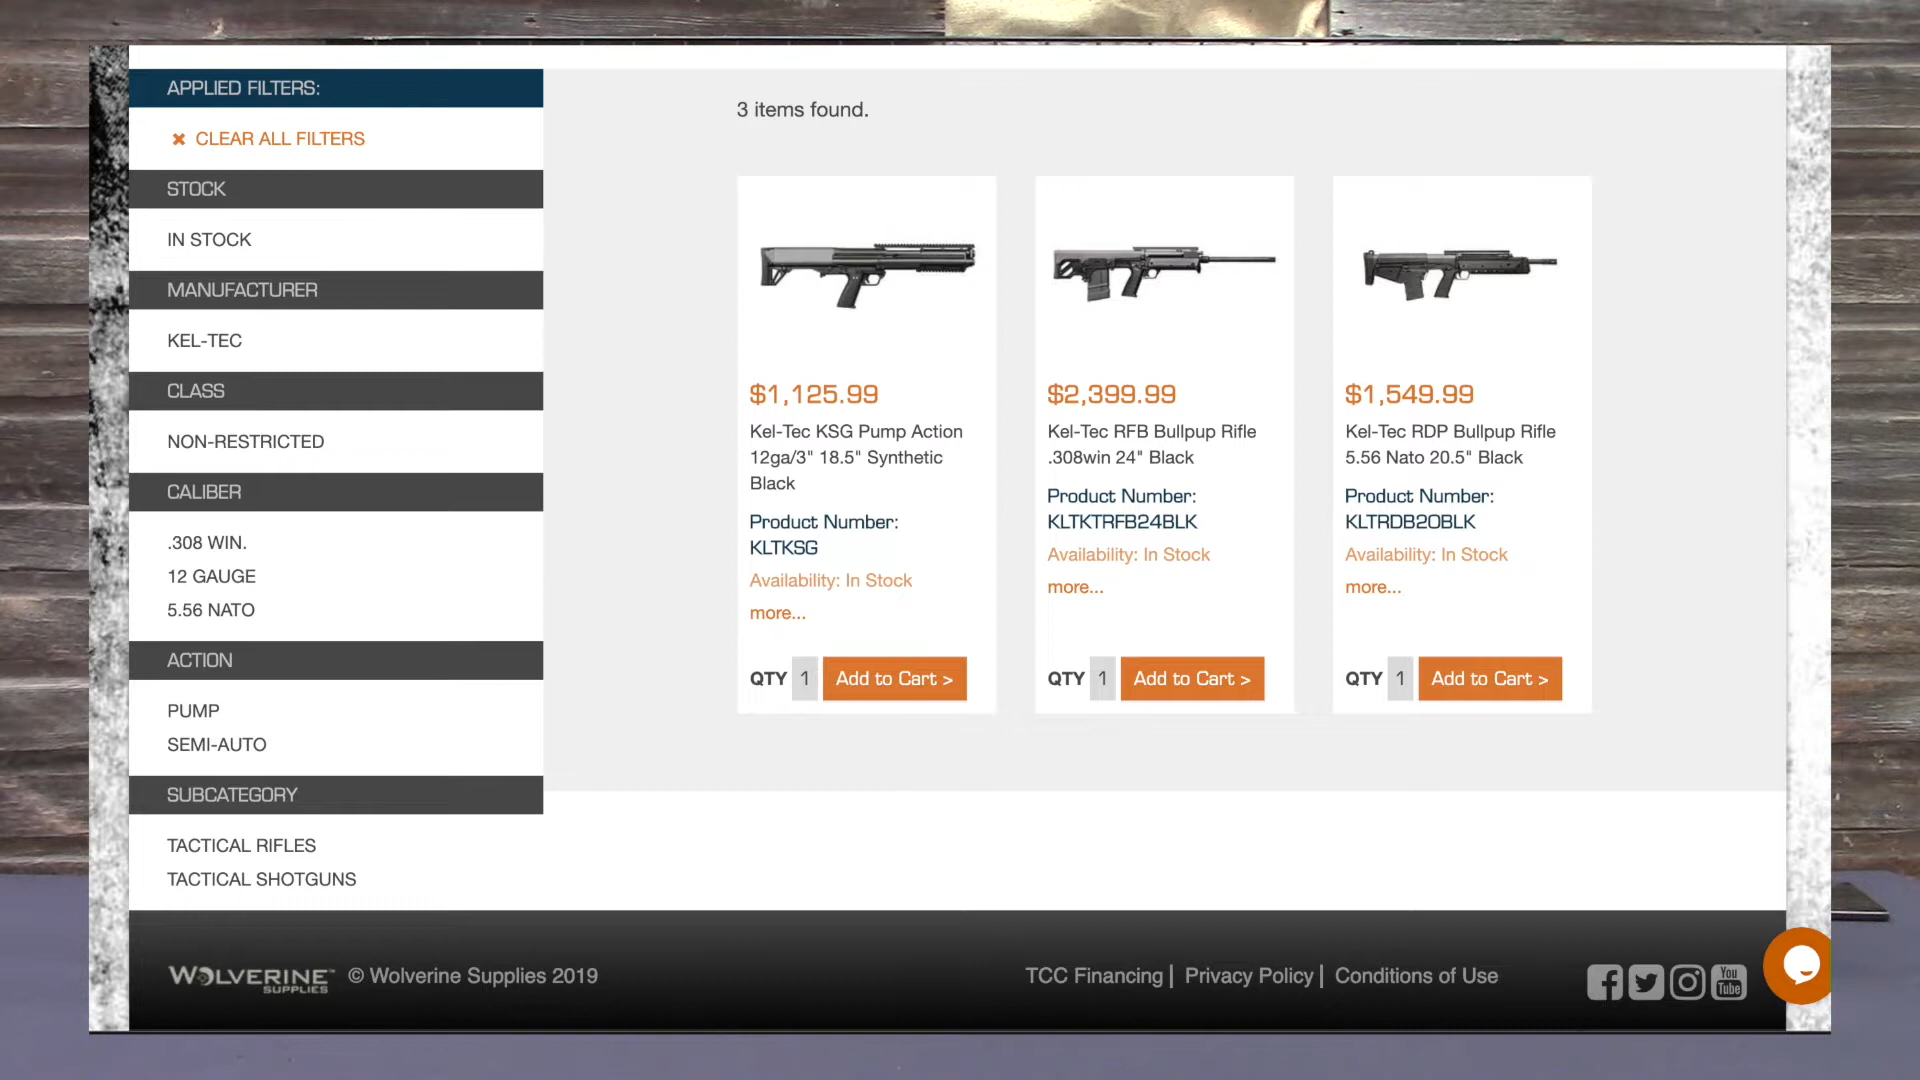 APPLIED FILTERS:
✖ CLEAR ALL FILTERS
STOCK
IN STOCK
MANUFACTURER
KEL-TEC
CLASS
NON-RESTRICTED
CALIBER
.308 WIN.
12 GAUGE
5.56 NATO
ACTION
PUMP
SEMI-AUTO
SUBCATEGORY
TACTICAL RIFLES
TACTICAL SHOTGUNS
3 items found.
$1,125.99
Kel-Tec KSG Pump Action
12ga/3" 18.5" Synthetic
Black
Product Number:
KLTKSG
Availability: In Stock
more...
QTY 1 Add to Cart >
$2,399.99
Kel-Tec RFB Bullpup Rifle
.308win 24" Black
Product Number:
KLTKTRFB24BLK
Availability: In Stock
more...
QTY 1 Add to Cart >
$1,549.99
Kel-Tec RDP Bullpup Rifle
5.56 Nato 20.5" Black
Product Number:
KLTRDB20BLK
Availability: In Stock
more...
QTY 1 Add to Cart >
WOLVERINE™
SUPPLIES
© Wolverine Supplies 2019
TCC Financing | Privacy Policy | Conditions of Use
You
Tube